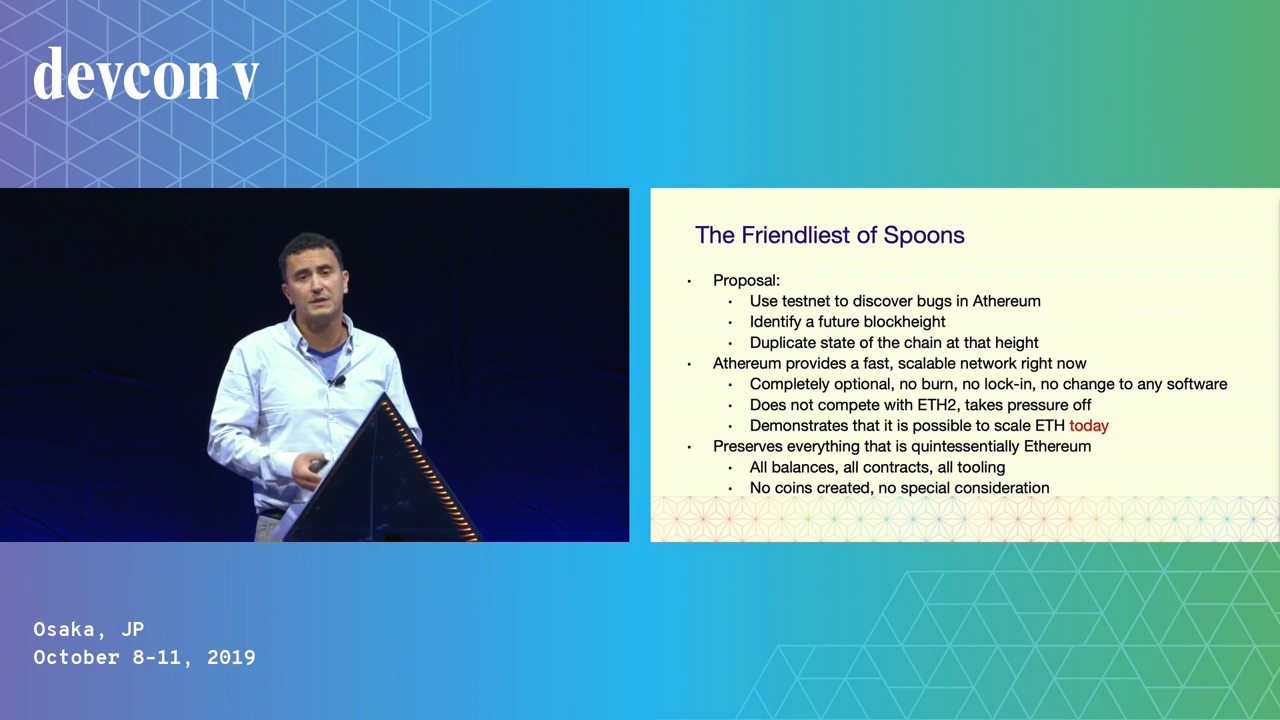 devcon v
The Friendliest of Spoons
• Proposal:
• Use testnet to discover bugs in Athereum
• Identify a future blockheight
• Duplicate state of the chain at that height
• Athereum provides a fast, scalable network right now
• Completely optional, no burn, no lock-in, no change to any software
• Does not compete with ETH2, takes pressure off
• Demonstrates that it is possible to scale ETH today
• Preserves everything that is quintessentially Ethereum
• All balances, all contracts, all tooling
• No coins created, no special consideration
Osaka, JP
October 8-11, 2019